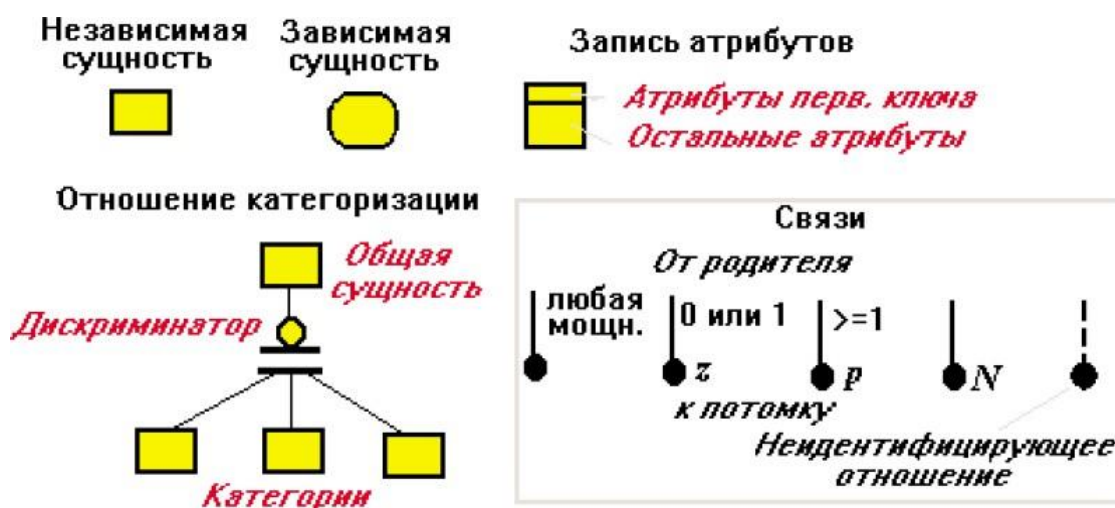 Независимая
сущность
Зависимая
сущность
Запись атрибутов
Атрибуты перв. ключа
Остальные атрибуты
Отношение категоризации
Общая
сущность
Дискриминатор
Категории
Связи
От родителя
любая
мощн.
0 или 1
>=1
z
p
N
к потомку
Неидентифицирующее
отношение